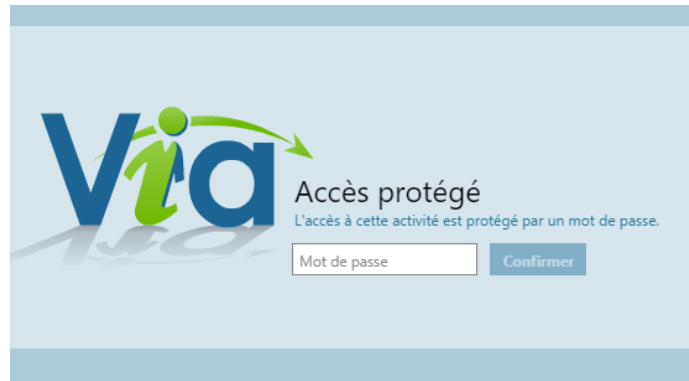 Via
Accès protégé
L'accès à cette activité est protégé par un mot de passe.
Mot de passe
Confirmer